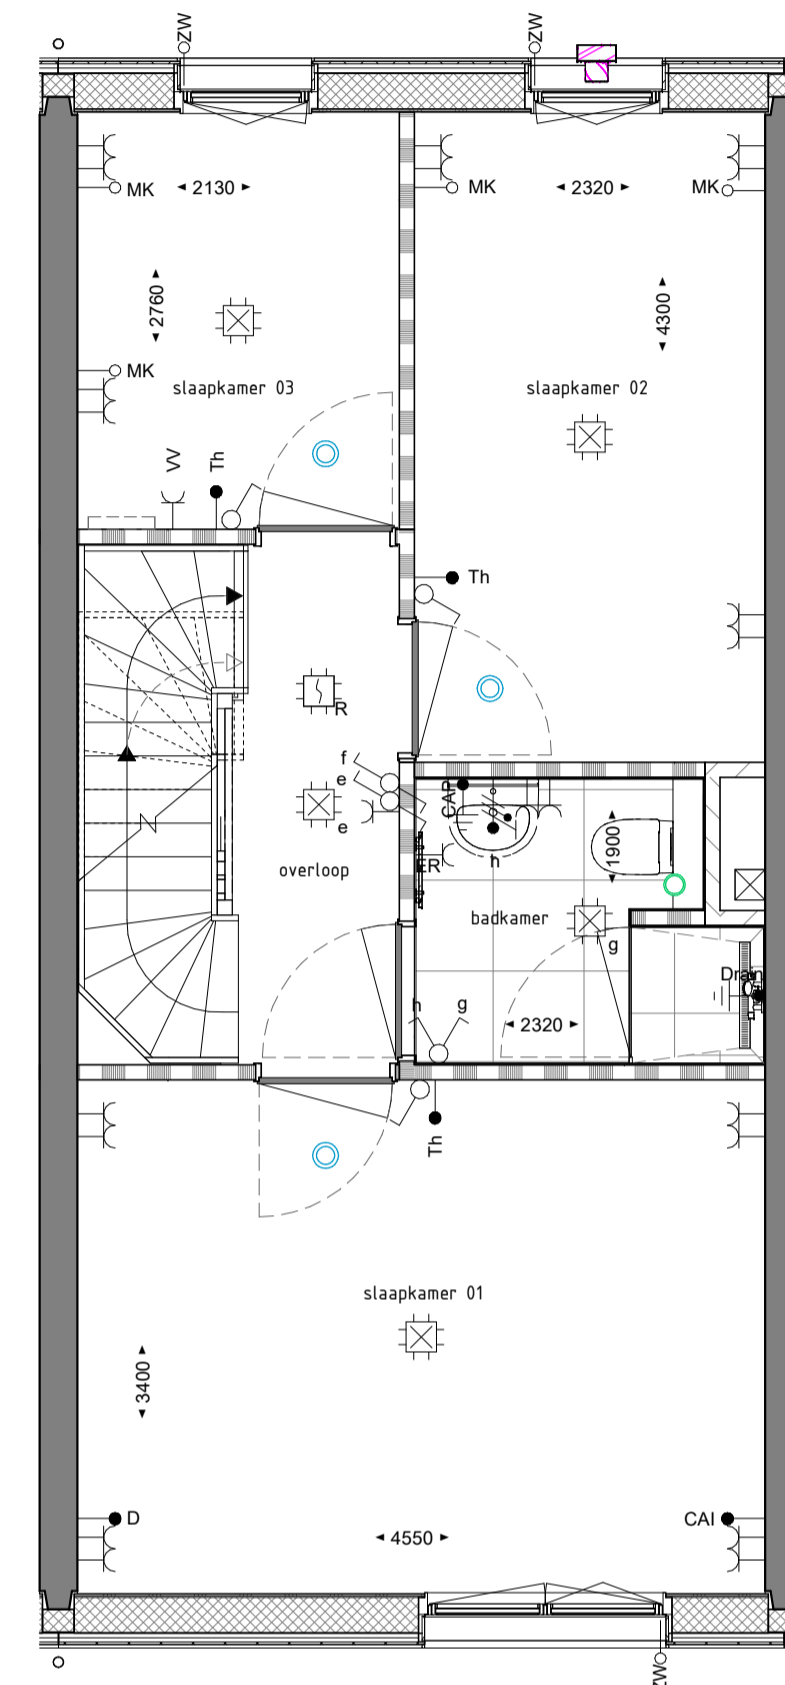 ZW
ZW
MK
2130
MK
2320
MK
2760
4300
MK
slaapkamer 03
slaapkamer 02
VV
Th
Th
R
f
e
e
CAP
h
1900
ER
overloop
badkamer
g
Drain
h
g
2320
Th
slaapkamer 01
3400
D
CAI
4550
ZW